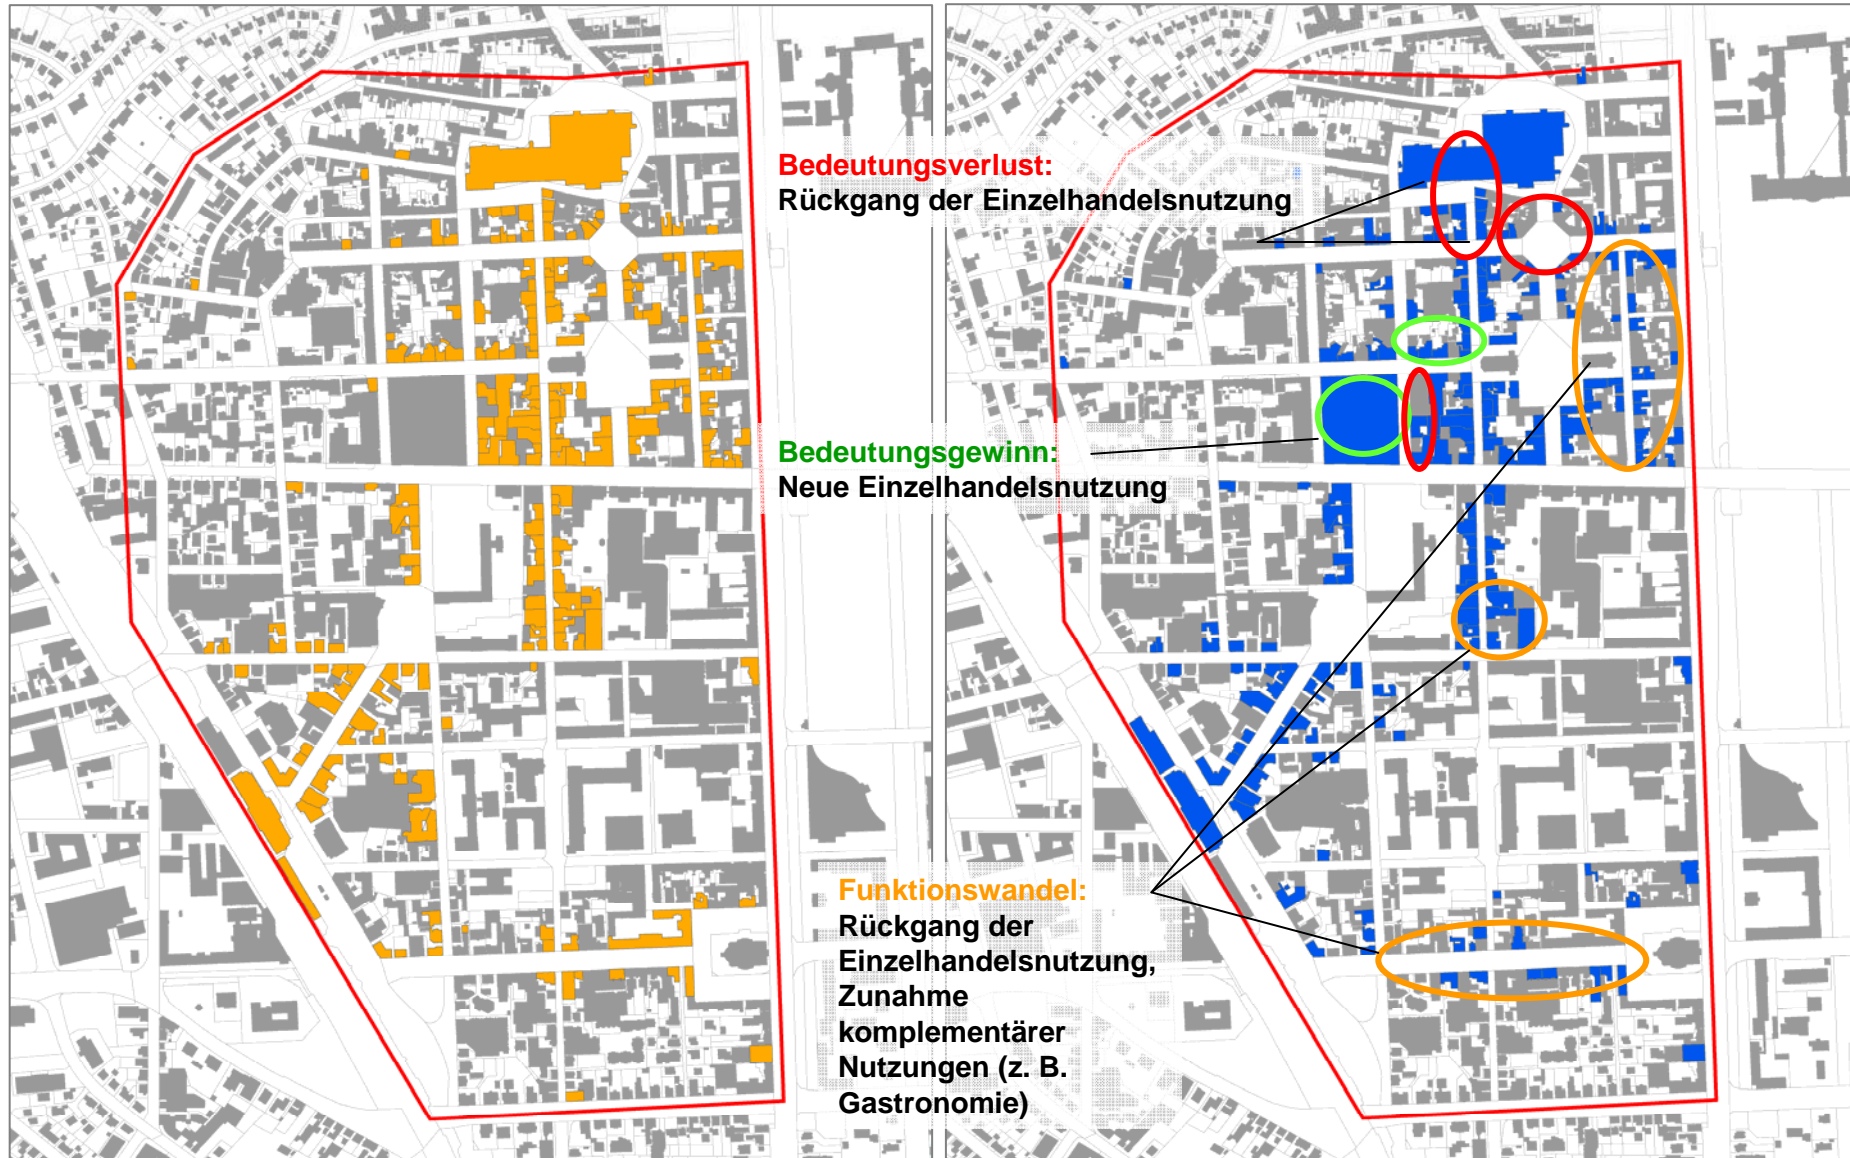 Bedeutungsverlust:
Rückgang der Einzelhandelsnutzung
Bedeutungsgewinn:
Neue Einzelhandelsnutzung
Funktionswandel:
Rückgang der
Einzelhandelsnutzung,
Zunahme
komplementärer
Nutzungen (z. B.
Gastronomie)